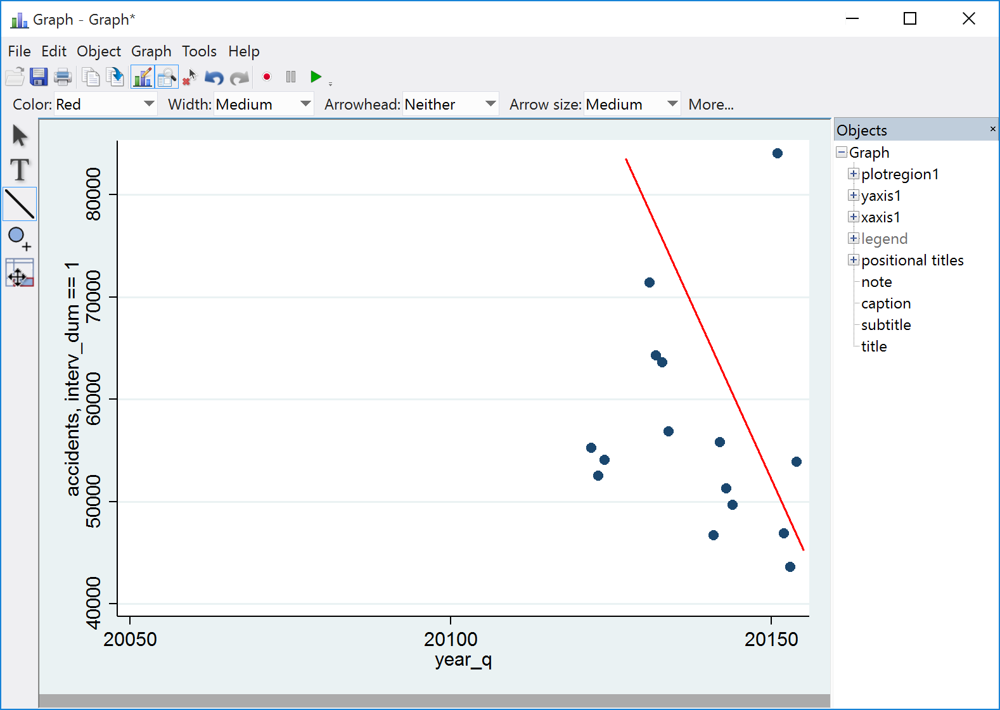 Graph - Graph*
File Edit Object Graph Tools Help
Color: Red Width: Medium Arrowhead: Neither Arrow size: Medium More...
T
Objects
Graph
plotregion1
yaxis1
xaxis1
legend
positional titles
note
caption
subtitle
title
accidents, interv_dum == 1
80000
70000
60000
50000
40000
20050 20100 20150
year_q